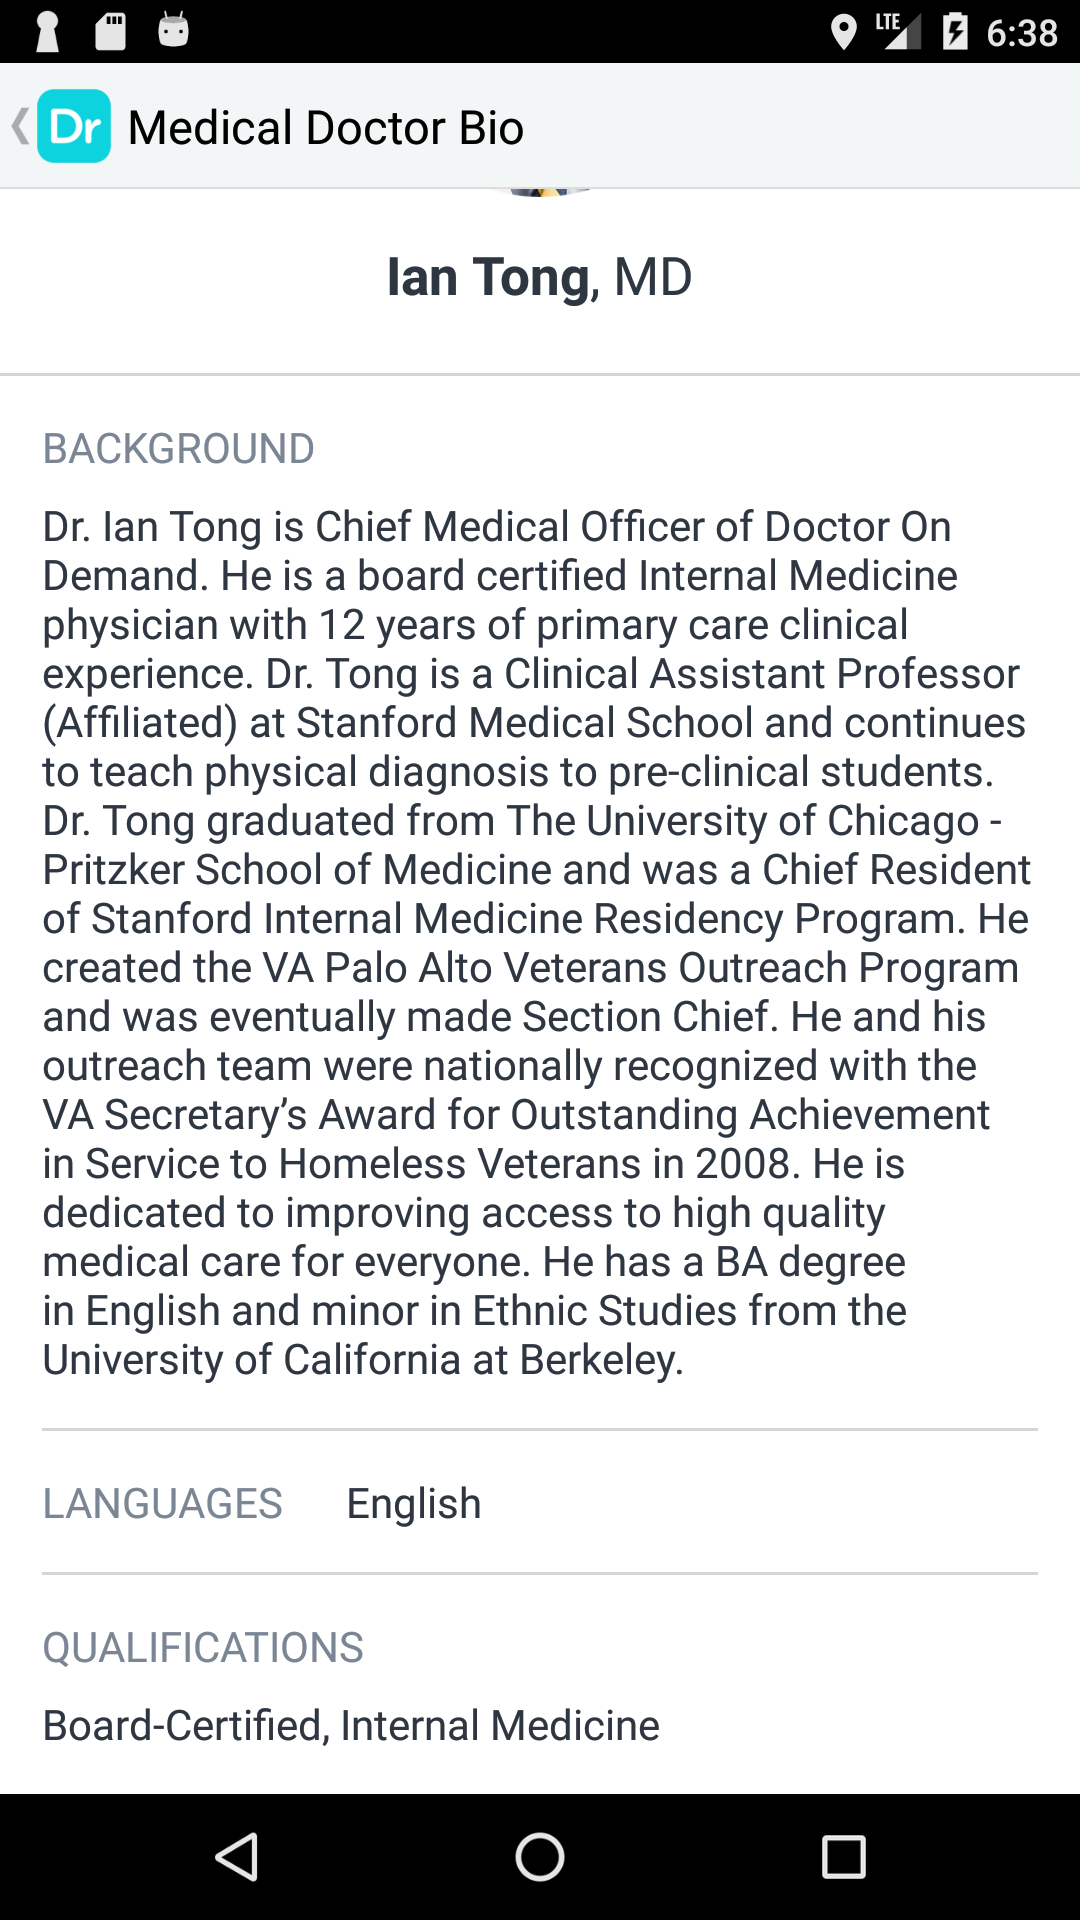 LTE 6:38
Dr Medical Doctor Bio
Ian Tong, MD
BACKGROUND
Dr. Ian Tong is Chief Medical Officer of Doctor On
Demand. He is a board certified Internal Medicine
physician with 12 years of primary care clinical
experience. Dr. Tong is a Clinical Assistant Professor
(Affiliated) at Stanford Medical School and continues
to teach physical diagnosis to pre-clinical students.
Dr. Tong graduated from The University of Chicago -
Pritzker School of Medicine and was a Chief Resident
of Stanford Internal Medicine Residency Program. He
created the VA Palo Alto Veterans Outreach Program
and was eventually made Section Chief. He and his
outreach team were nationally recognized with the
VA Secretary’s Award for Outstanding Achievement
in Service to Homeless Veterans in 2008. He is
dedicated to improving access to high quality
medical care for everyone. He has a BA degree
in English and minor in Ethnic Studies from the
University of California at Berkeley.
LANGUAGES English
QUALIFICATIONS
Board-Certified, Internal Medicine